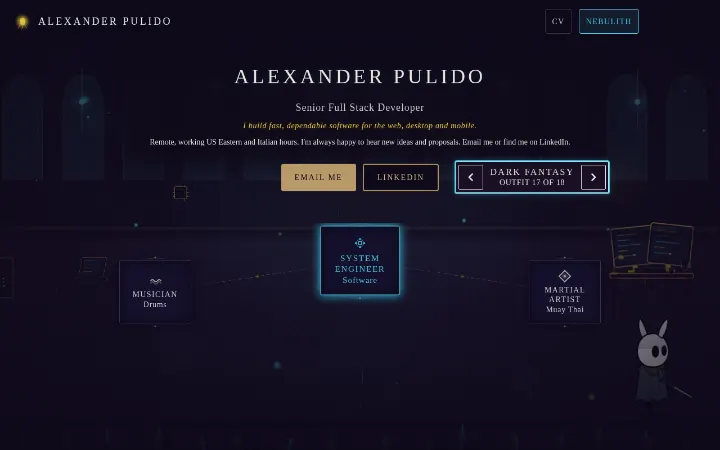 ALEXANDER PULIDO
CV
NEBULITH
ALEXANDER PULIDO
Senior Full Stack Developer
I build fast, dependable software for the web, desktop and mobile.
Remote, working US Eastern and Italian hours. I'm always happy to hear new ideas and proposals. Email me or find me on LinkedIn.
EMAIL ME
LINKEDIN
DARK FANTASY
OUTFIT 17 OF 18
SYSTEM
ENGINEER
Software
MUSICIAN
Drums
MARTIAL
ARTIST
Muay Thai